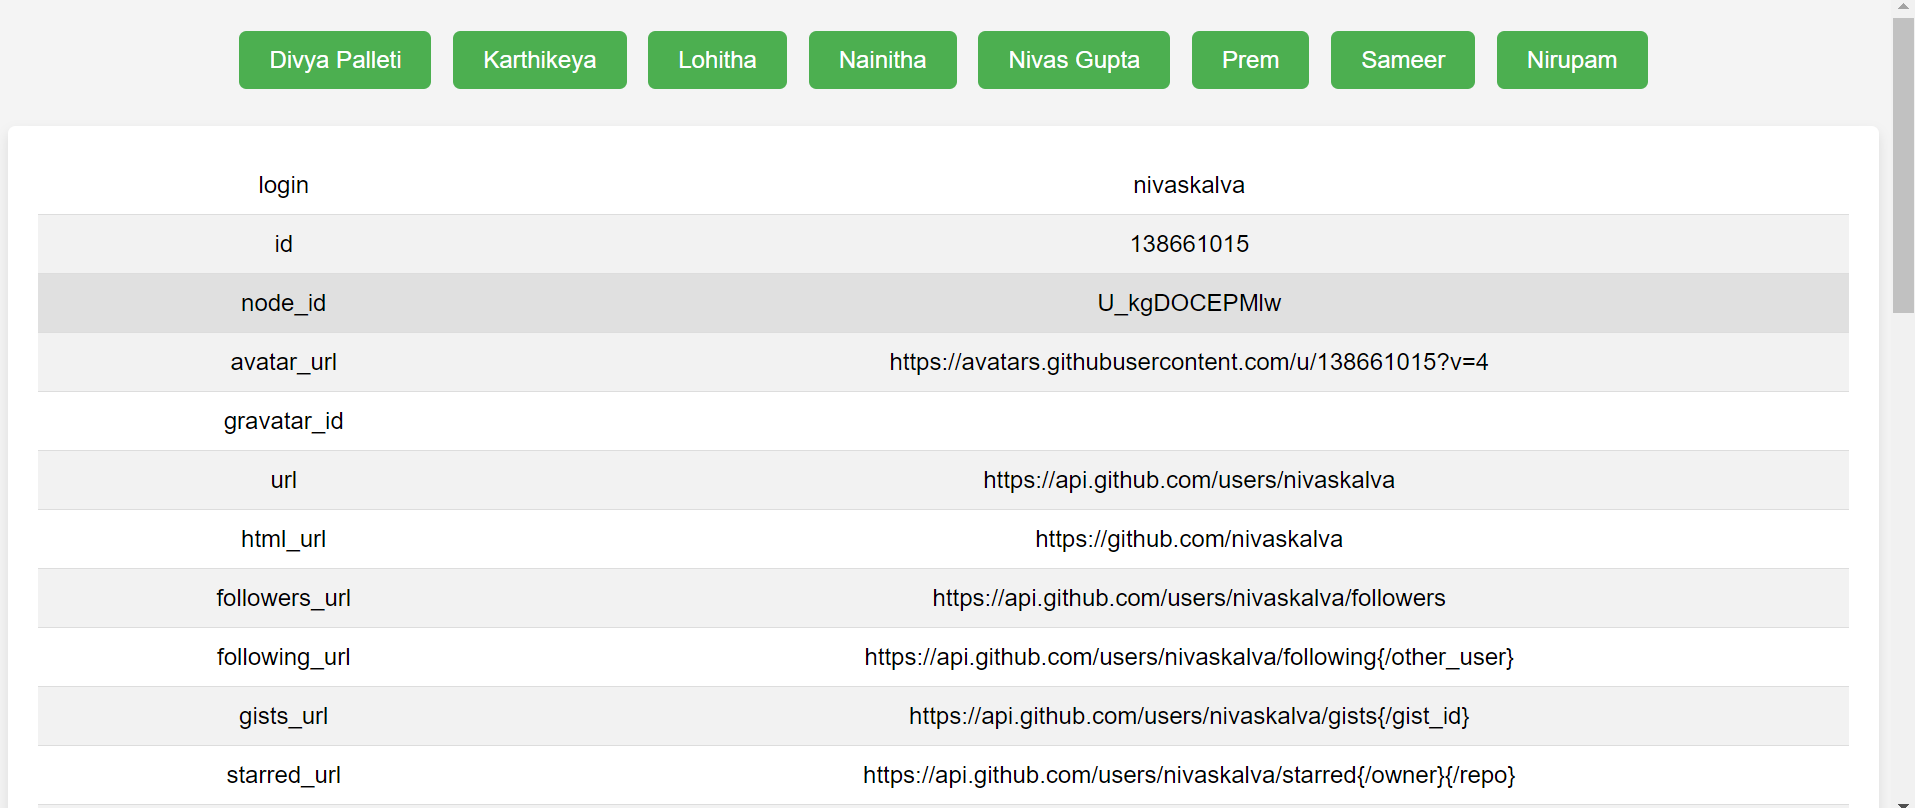 Divya Palleti Karthikeya Lohitha Nainitha Nivas Gupta Prem Sameer Nirupam
login nivaskalva
id 138661015
node_id U_kgDOCEPMlw
avatar_url https://avatars.githubusercontent.com/u/138661015?v=4
gravatar_id
url https://api.github.com/users/nivaskalva
html_url https://github.com/nivaskalva
followers_url https://api.github.com/users/nivaskalva/followers
following_url https://api.github.com/users/nivaskalva/following{/other_user}
gists_url https://api.github.com/users/nivaskalva/gists{/gist_id}
starred_url https://api.github.com/users/nivaskalva/starred{/owner}{/repo}